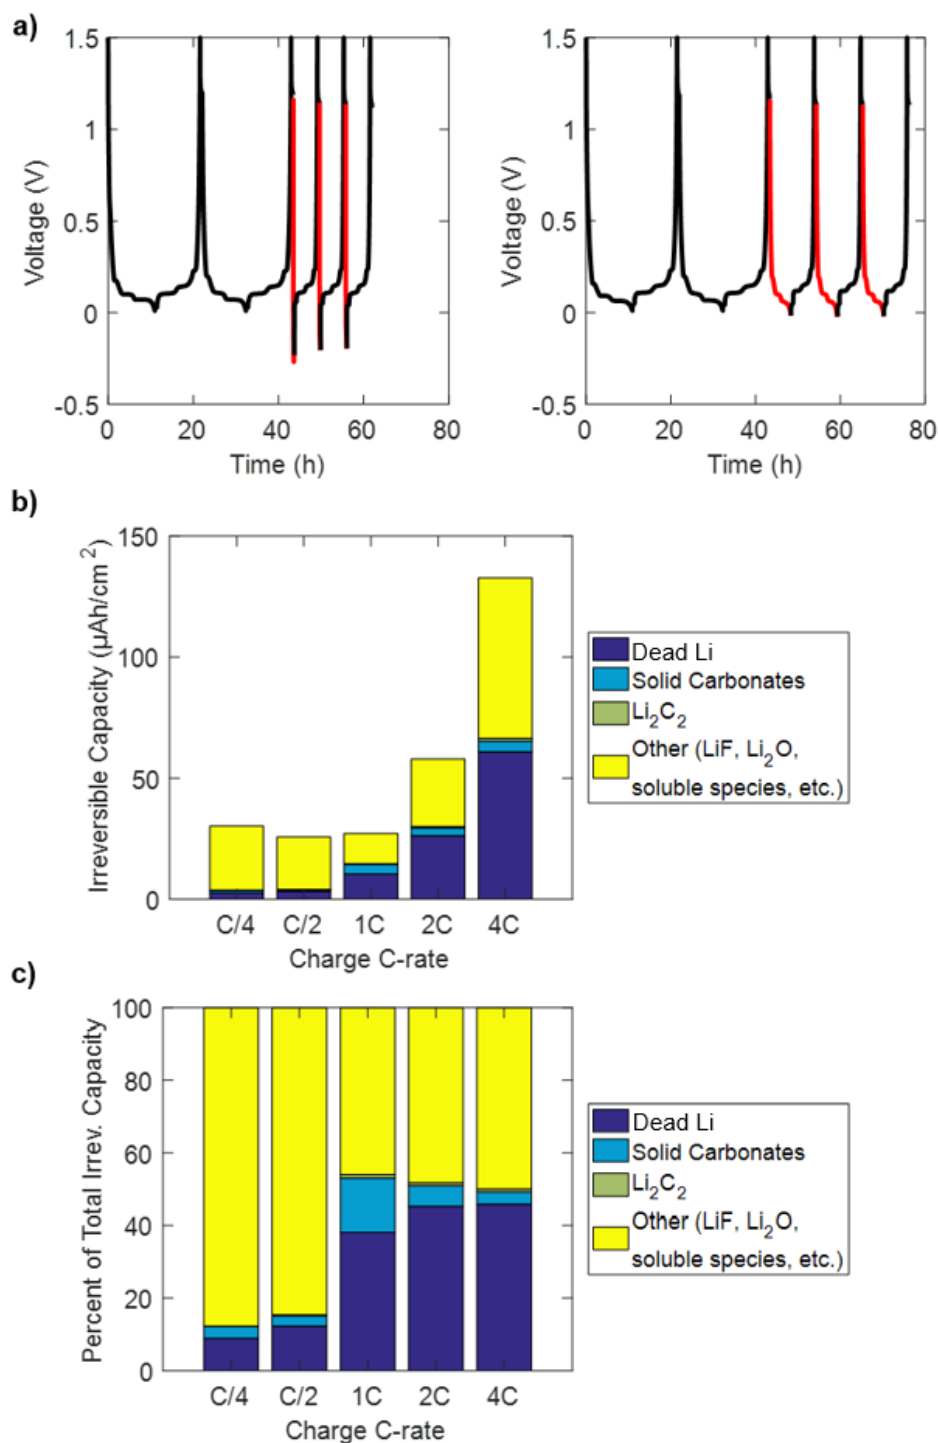 a)
1.5
1
0.5
0
-0.5
Voltage (V)
0 20 40 60 80
Time (h)
1.5
1
0.5
0
-0.5
Voltage (V)
0 20 40 60 80
Time (h)
b)
150
100
50
0
Irreversible Capacity (µAh/cm²)
C/4 C/2 1C 2C 4C
Charge C-rate
Dead Li
Solid Carbonates
Li₂C₂
Other (LiF, Li₂O,
soluble species, etc.)
c)
100
80
60
40
20
0
Percent of Total Irrev. Capacity
C/4 C/2 1C 2C 4C
Charge C-rate
Dead Li
Solid Carbonates
Li₂C₂
Other (LiF, Li₂O,
soluble species, etc.)